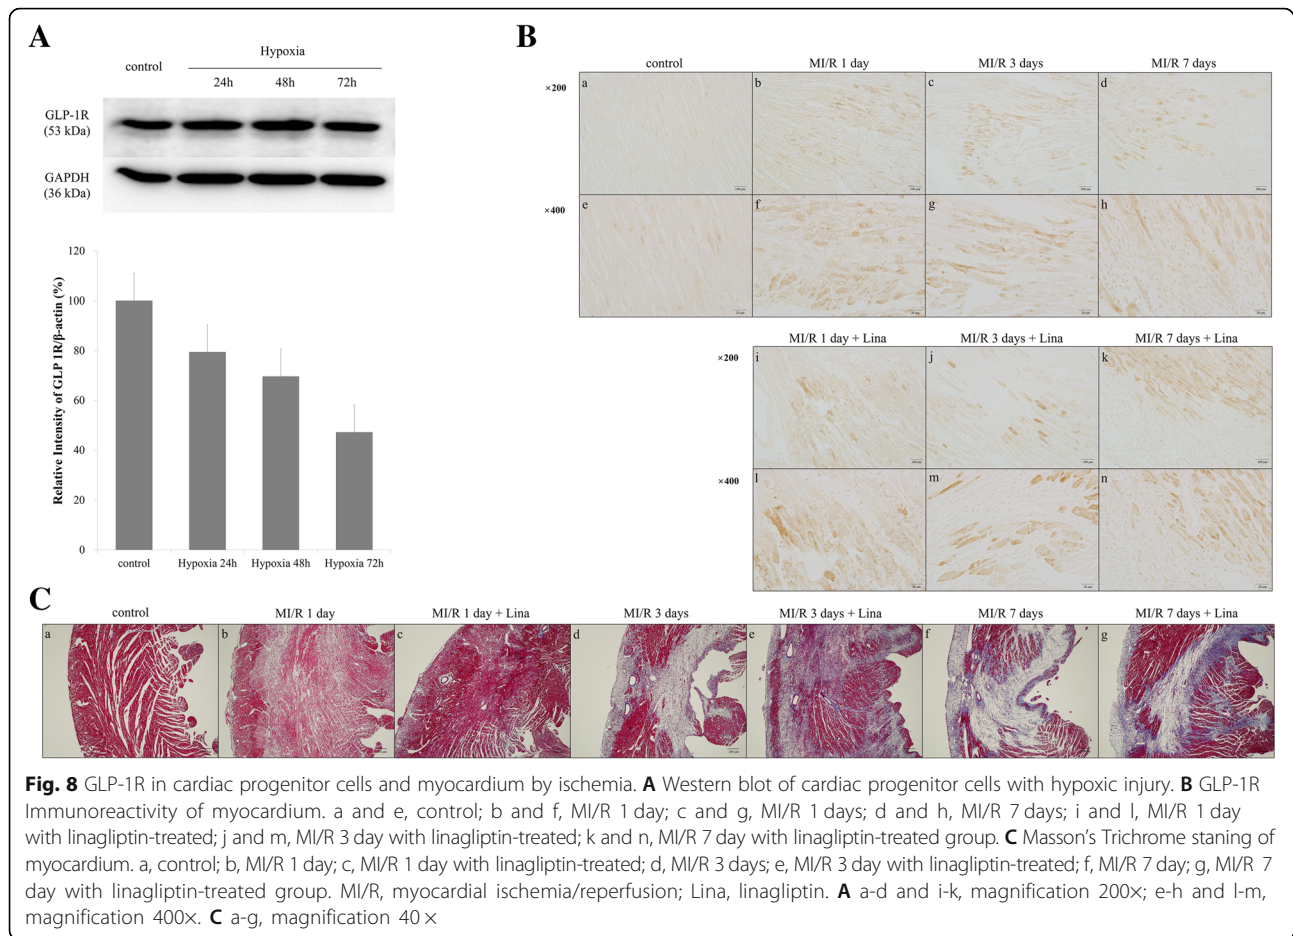 A
Hypoxia
control
24h
48h
72h
GLP-1R
(53 kDa)
GAPDH
(36 kDa)
Relative Intensity of GLP 1R/β-actin (%)
120
100
80
60
40
20
0
control
Hypoxia 24h
Hypoxia 48h
Hypoxia 72h
B
control
MI/R 1 day
MI/R 3 days
MI/R 7 days
×200
a
b
c
d
×400
e
f
g
h
MI/R 1 day + Lina
MI/R 3 days + Lina
MI/R 7 days + Lina
×200
i
j
k
×400
l
m
n
C
control
MI/R 1 day
MI/R 1 day + Lina
MI/R 3 days
MI/R 3 days + Lina
MI/R 7 days
MI/R 7 days + Lina
a
b
c
d
e
f
g
Fig. 8 GLP-1R in cardiac progenitor cells and myocardium by ischemia. A Western blot of cardiac progenitor cells with hypoxic injury. B GLP-1R
Immunoreactivity of myocardium. a and e, control; b and f, MI/R 1 day; c and g, MI/R 1 days; d and h, MI/R 7 days; i and l, MI/R 1 day
with linagliptin-treated; j and m, MI/R 3 day with linagliptin-treated; k and n, MI/R 7 day with linagliptin-treated group. C Masson's Trichrome staning of
myocardium. a, control; b, MI/R 1 day; c, MI/R 1 day with linagliptin-treated; d, MI/R 3 days; e, MI/R 3 day with linagliptin-treated; f, MI/R 7 day; g, MI/R 7
day with linagliptin-treated group. MI/R, myocardial ischemia/reperfusion; Lina, linagliptin. A a-d and i-k, magnification 200×; e-h and l-m,
magnification 400×. C a-g, magnification 40 ×